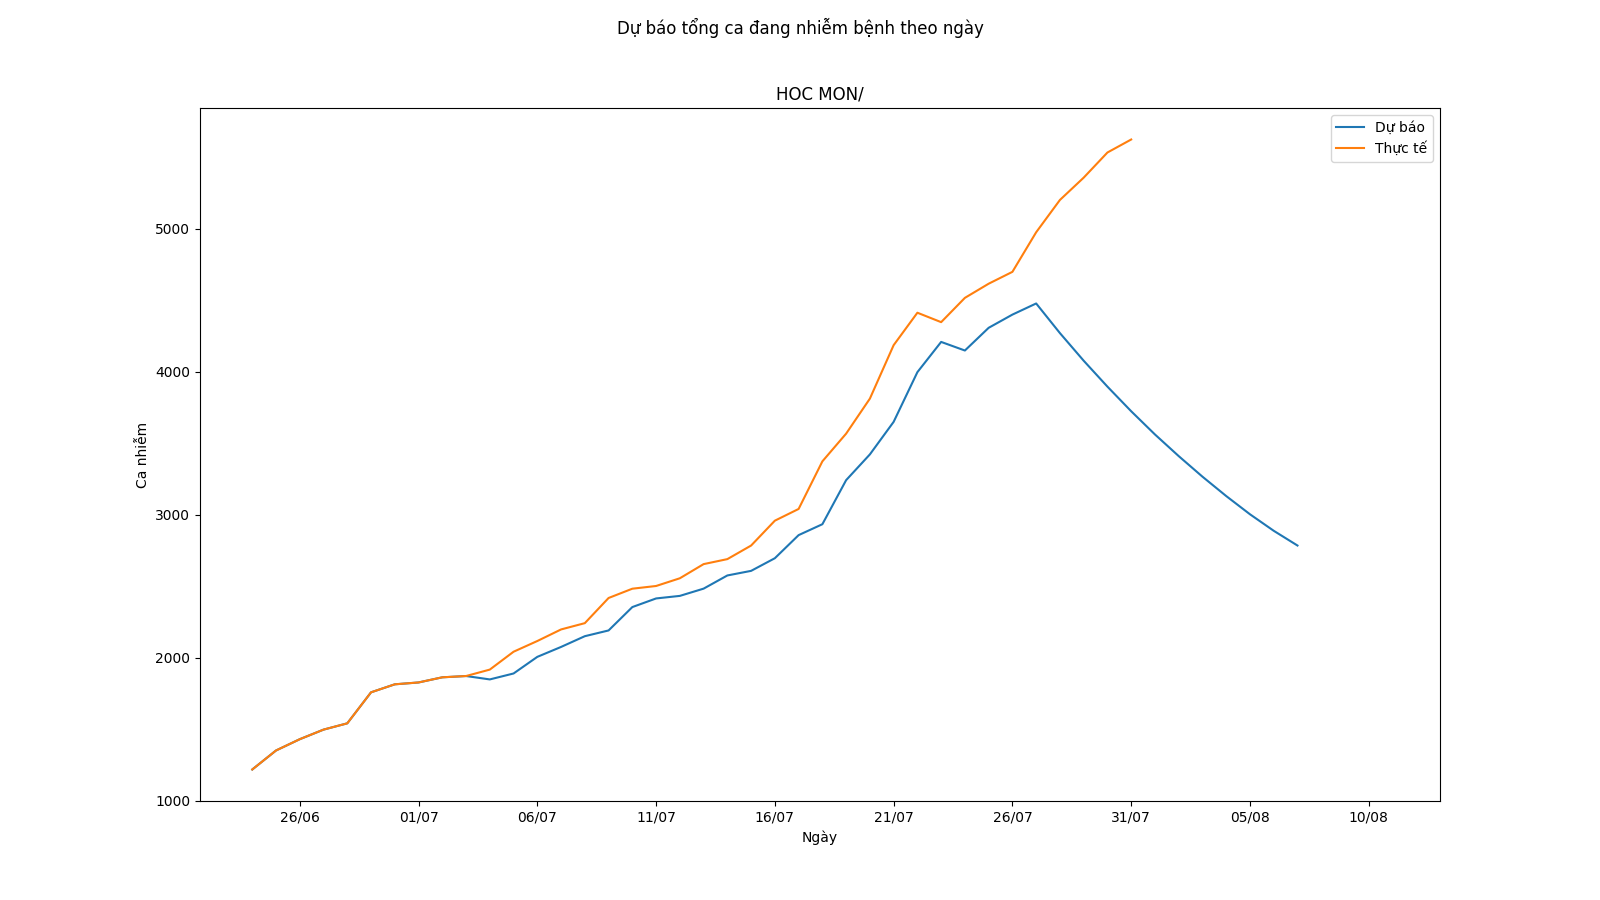 Dự báo tổng ca đang nhiễm bệnh theo ngày
HOC MON/
Dự báo
Thực tế
5000
4000
3000
2000
1000
Ca nhiễm
26/06 01/07 06/07 11/07 16/07 21/07 26/07 31/07 05/08 10/08
Ngày